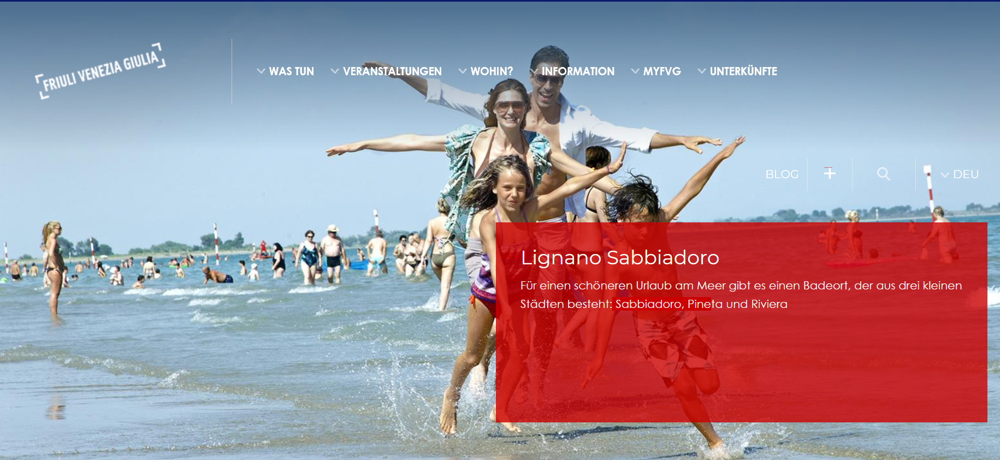 FRIULI VENEZIA GIULIA
WAS TUN
VERANSTALTUNGEN
WOHIN?
INFORMATION
MYFVG
UNTERKÜNFTE
BLOG
DEU
Lignano Sabbiadoro
Für einen schöneren Urlaub am Meer gibt es einen Badeort, der aus drei kleinen
Städten besteht: Sabbiadoro, Pineta und Riviera